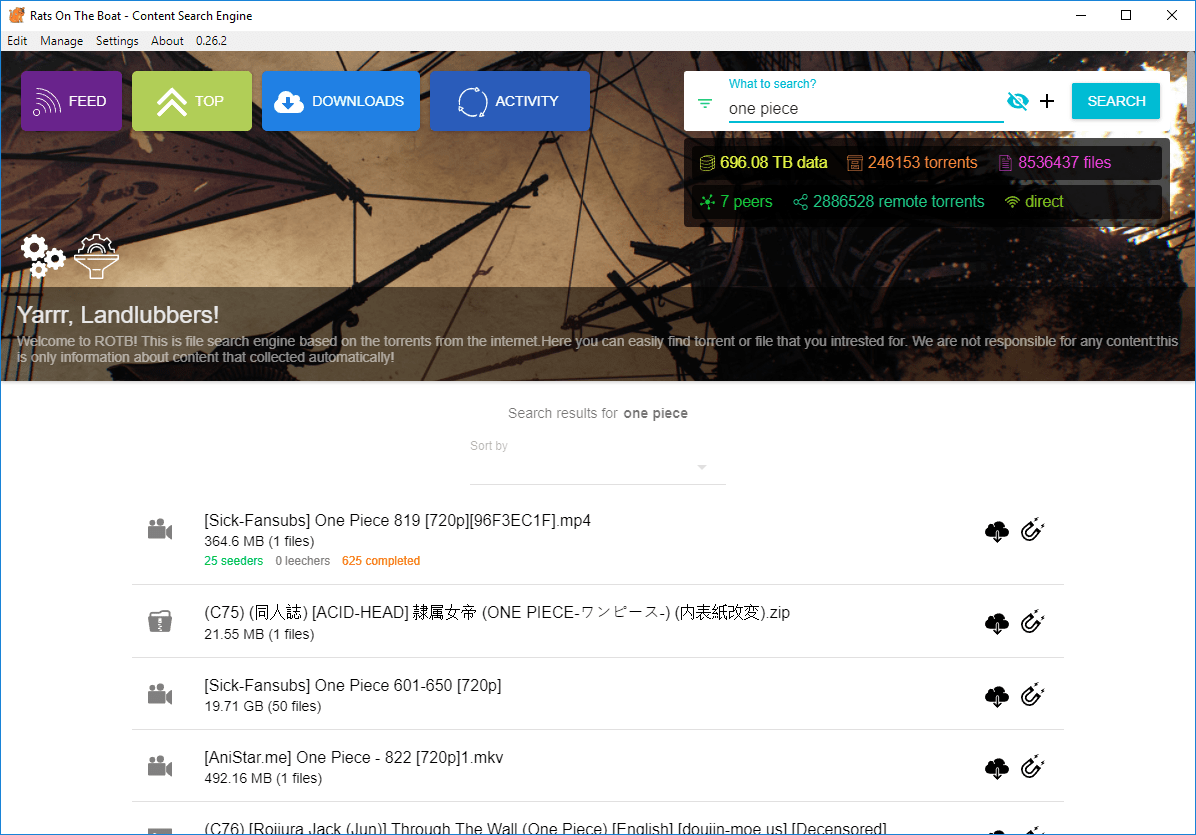 Rats On The Boat - Content Search Engine
Edit Manage Settings About 0.26.2
FEED TOP DOWNLOADS ACTIVITY
What to search?
one piece
SEARCH
696.08 TB data 246153 torrents 8536437 files
7 peers 2886528 remote torrents direct
Yarrr, Landlubbers!
Welcome to ROTB! This is file search engine based on the torrents from the internet.Here you can easily find torrent or file that you intrested for. We are not responsible for any content:this
is only information about content that collected automatically!
Search results for one piece
Sort by
[Sick-Fansubs] One Piece 819 [720p][96F3EC1F].mp4
364.6 MB (1 files)
25 seeders 0 leechers 625 completed
(C75) (同人誌) [ACID-HEAD] 隷属女帝 (ONE PIECE-ワンピース-) (内表紙改変).zip
21.55 MB (1 files)
[Sick-Fansubs] One Piece 601-650 [720p]
19.71 GB (50 files)
[AniStar.me] One Piece - 822 [720p]1.mkv
492.16 MB (1 files)
(C76) [Rojiura Jack (Jun)] Through The Wall (One Piece) [English] [doujin-moe.us] [Decensored]